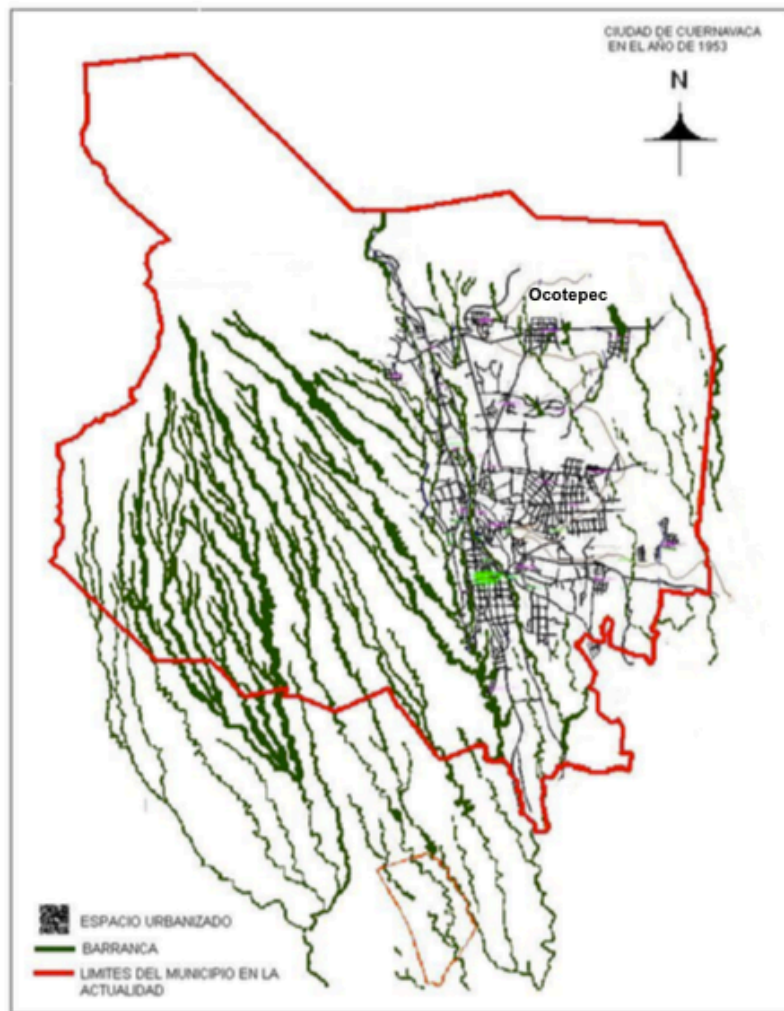 CIUDAD DE CUERNAVACA
EN EL AÑO DE 1953
N
Ocotepec
ESPACIO URBANIZADO
BARRANCA
LIMITES DEL MUNICIPIO EN LA
ACTUALIDAD